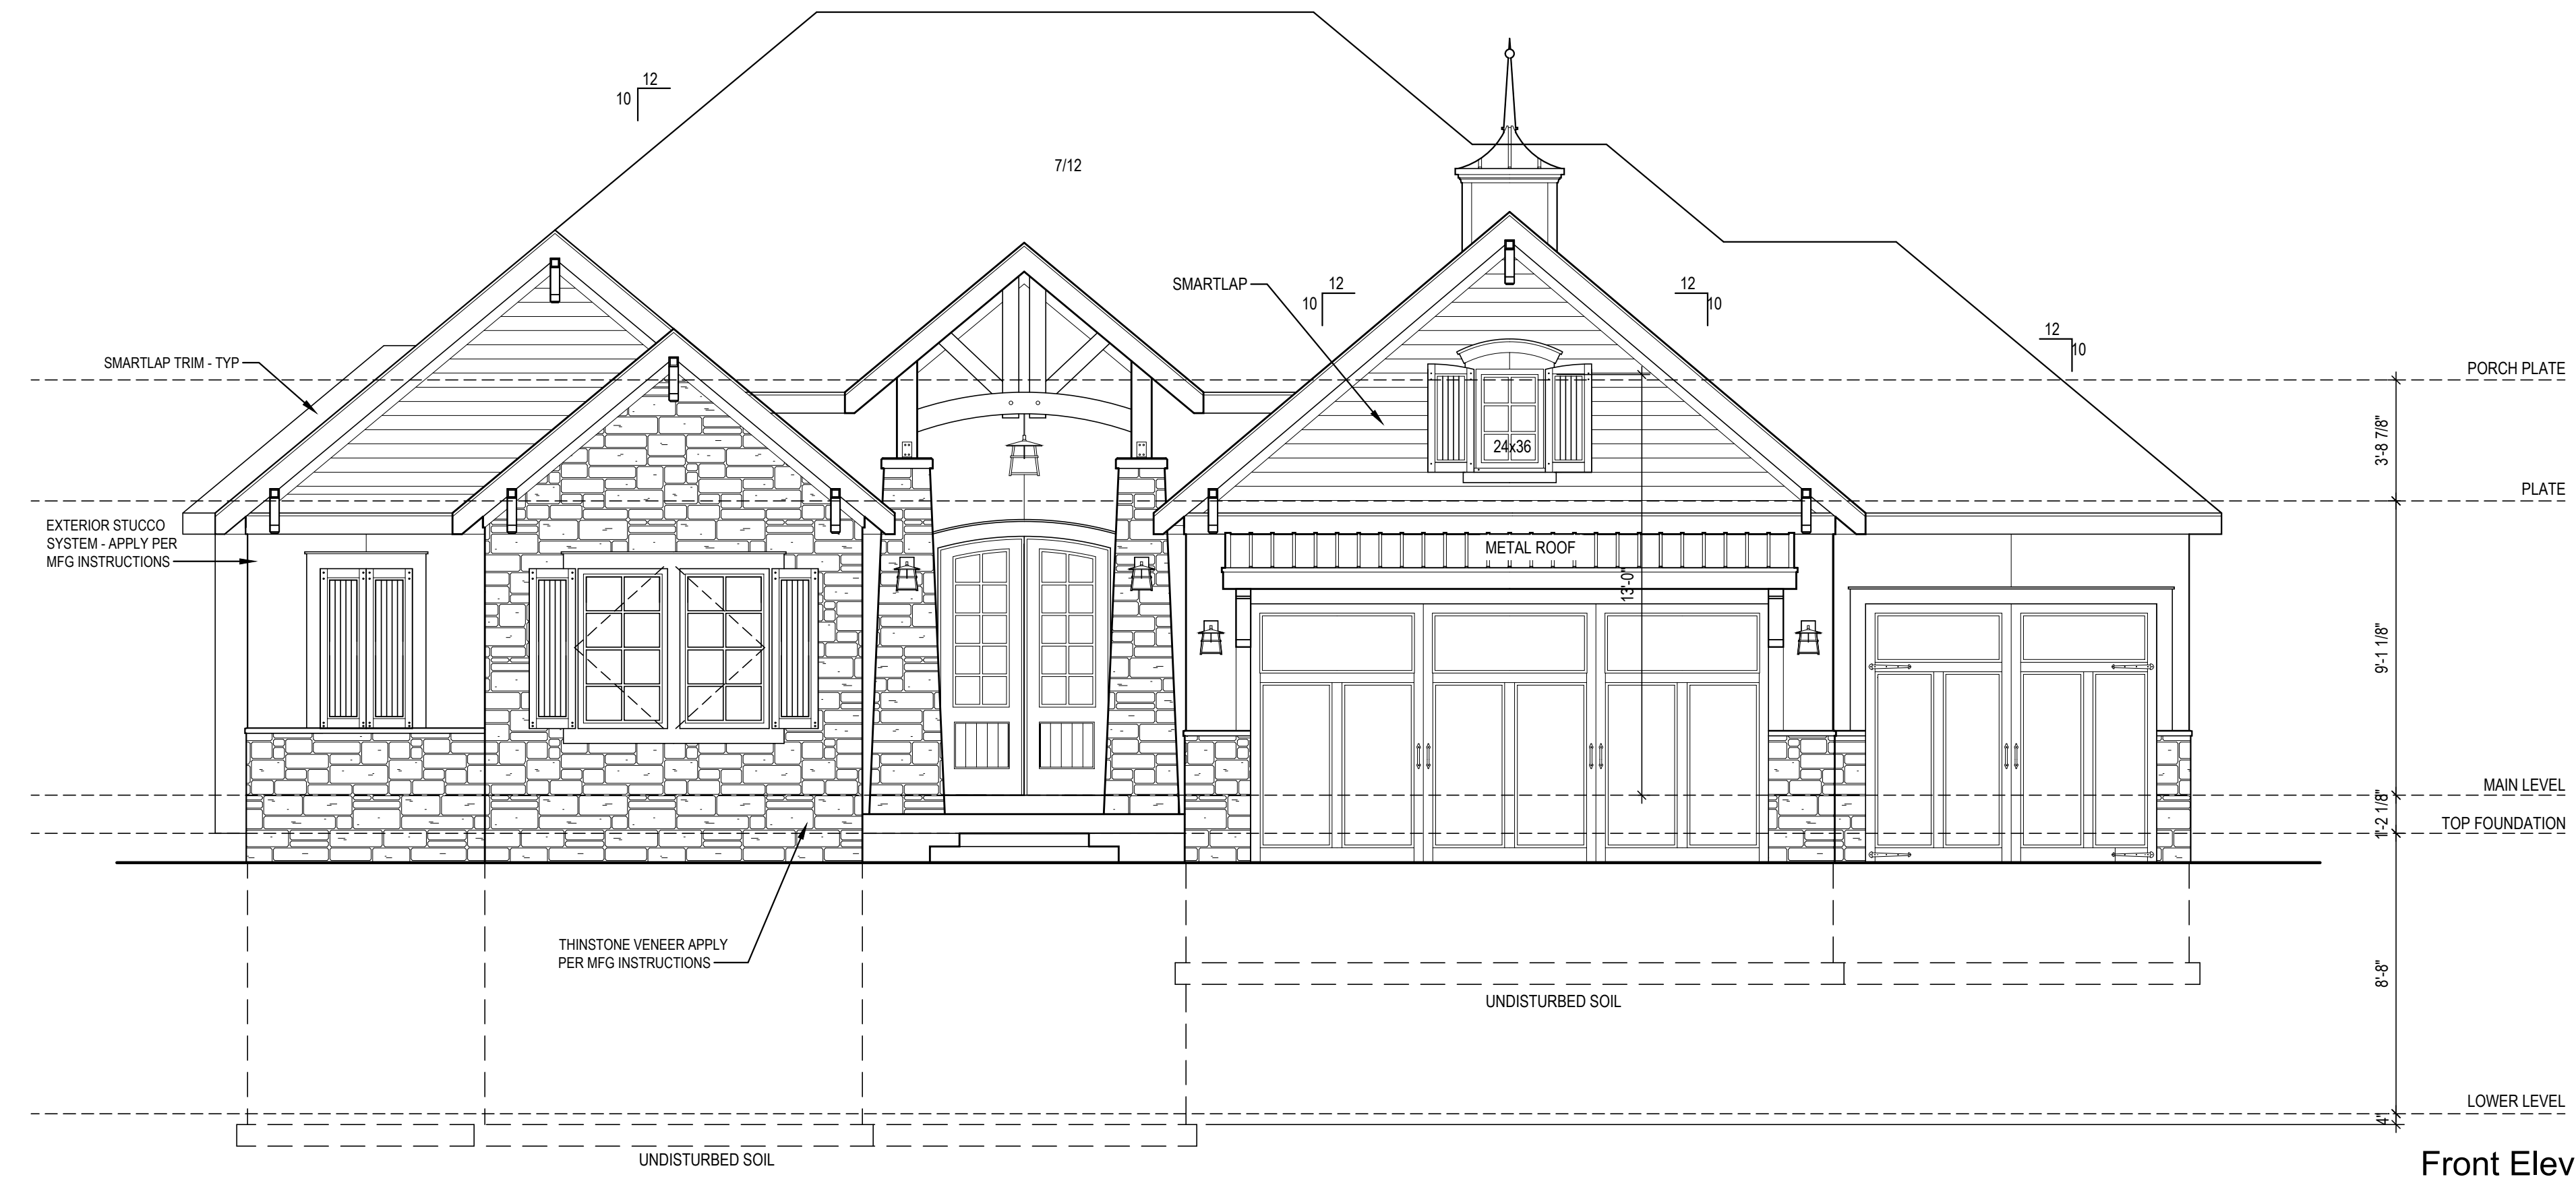 12
10
7/12
SMARTLAP
12
10
12
10
12
10
SMARTLAP TRIM - TYP
PORCH PLATE
3'-8 7/8"
24x36
PLATE
EXTERIOR STUCCO
SYSTEM - APPLY PER
MFG INSTRUCTIONS
METAL ROOF
13'-0"
9'-1 1/8"
MAIN LEVEL
1'-2 1/8"
TOP FOUNDATION
THINSTONE VENEER APPLY
PER MFG INSTRUCTIONS
8'-8"
UNDISTURBED SOIL
LOWER LEVEL
4"
UNDISTURBED SOIL
Front Elev